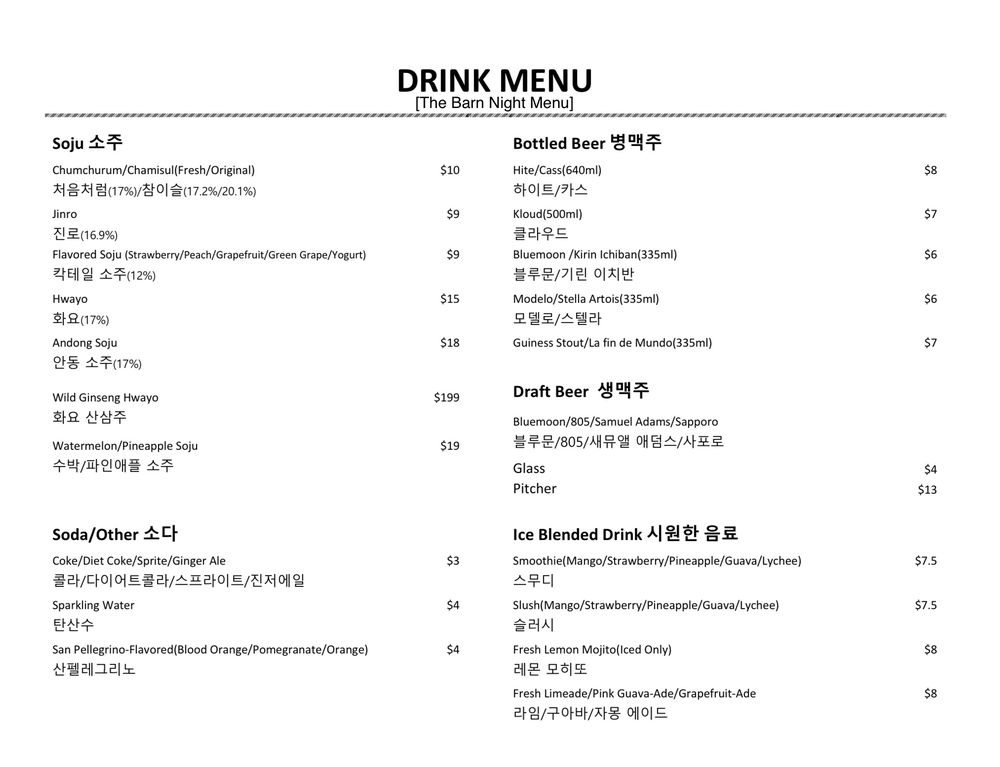 DRINK MENU
[The Barn Night Menu]
Soju 소주
Chumchurum/Chamisul(Fresh/Original) $10
처음처럼(17%)/참이슬(17.2%/20.1%)
Jinro $9
진로(16.9%)
Flavored Soju (Strawberry/Peach/Grapefruit/Green Grape/Yogurt) $9
칵테일 소주(12%)
Hwayo $15
화요(17%)
Andong Soju $18
안동 소주(17%)
Wild Ginseng Hwayo $199
화요 산삼주
Watermelon/Pineapple Soju $19
수박/파인애플 소주
Soda/Other 소다
Coke/Diet Coke/Sprite/Ginger Ale $3
콜라/다이어트콜라/스프라이트/진저에일
Sparkling Water $4
탄산수
San Pellegrino-Flavored(Blood Orange/Pomegranate/Orange) $4
산펠레그리노
Bottled Beer 병맥주
Hite/Cass(640ml) $8
하이트/카스
Kloud(500ml) $7
클라우드
Bluemoon /Kirin Ichiban(335ml) $6
블루문/기린 이치반
Modelo/Stella Artois(335ml) $6
모델로/스텔라
Guiness Stout/La fin de Mundo(335ml) $7
Draft Beer 생맥주
Bluemoon/805/Samuel Adams/Sapporo
블루문/805/새뮤앨 애덤스/사포로
Glass $4
Pitcher $13
Ice Blended Drink 시원한 음료
Smoothie(Mango/Strawberry/Pineapple/Guava/Lychee) $7.5
스무디
Slush(Mango/Strawberry/Pineapple/Guava/Lychee) $7.5
슬러시
Fresh Lemon Mojito(Iced Only) $8
레몬 모히또
Fresh Limeade/Pink Guava-Ade/Grapefruit-Ade $8
라임/구아바/자몽 에이드